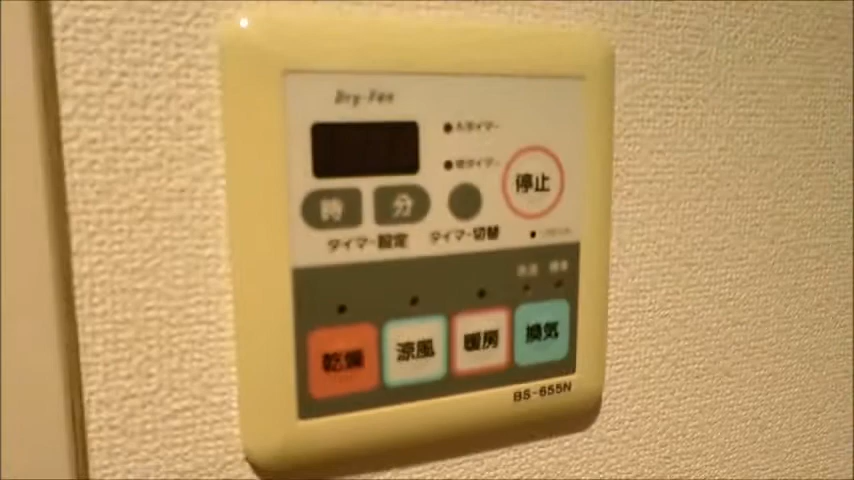 Dry-Fan
停止
時 分
タイマー設定 タイマー切替
乾燥 涼風 暖房 換気
BS-655N